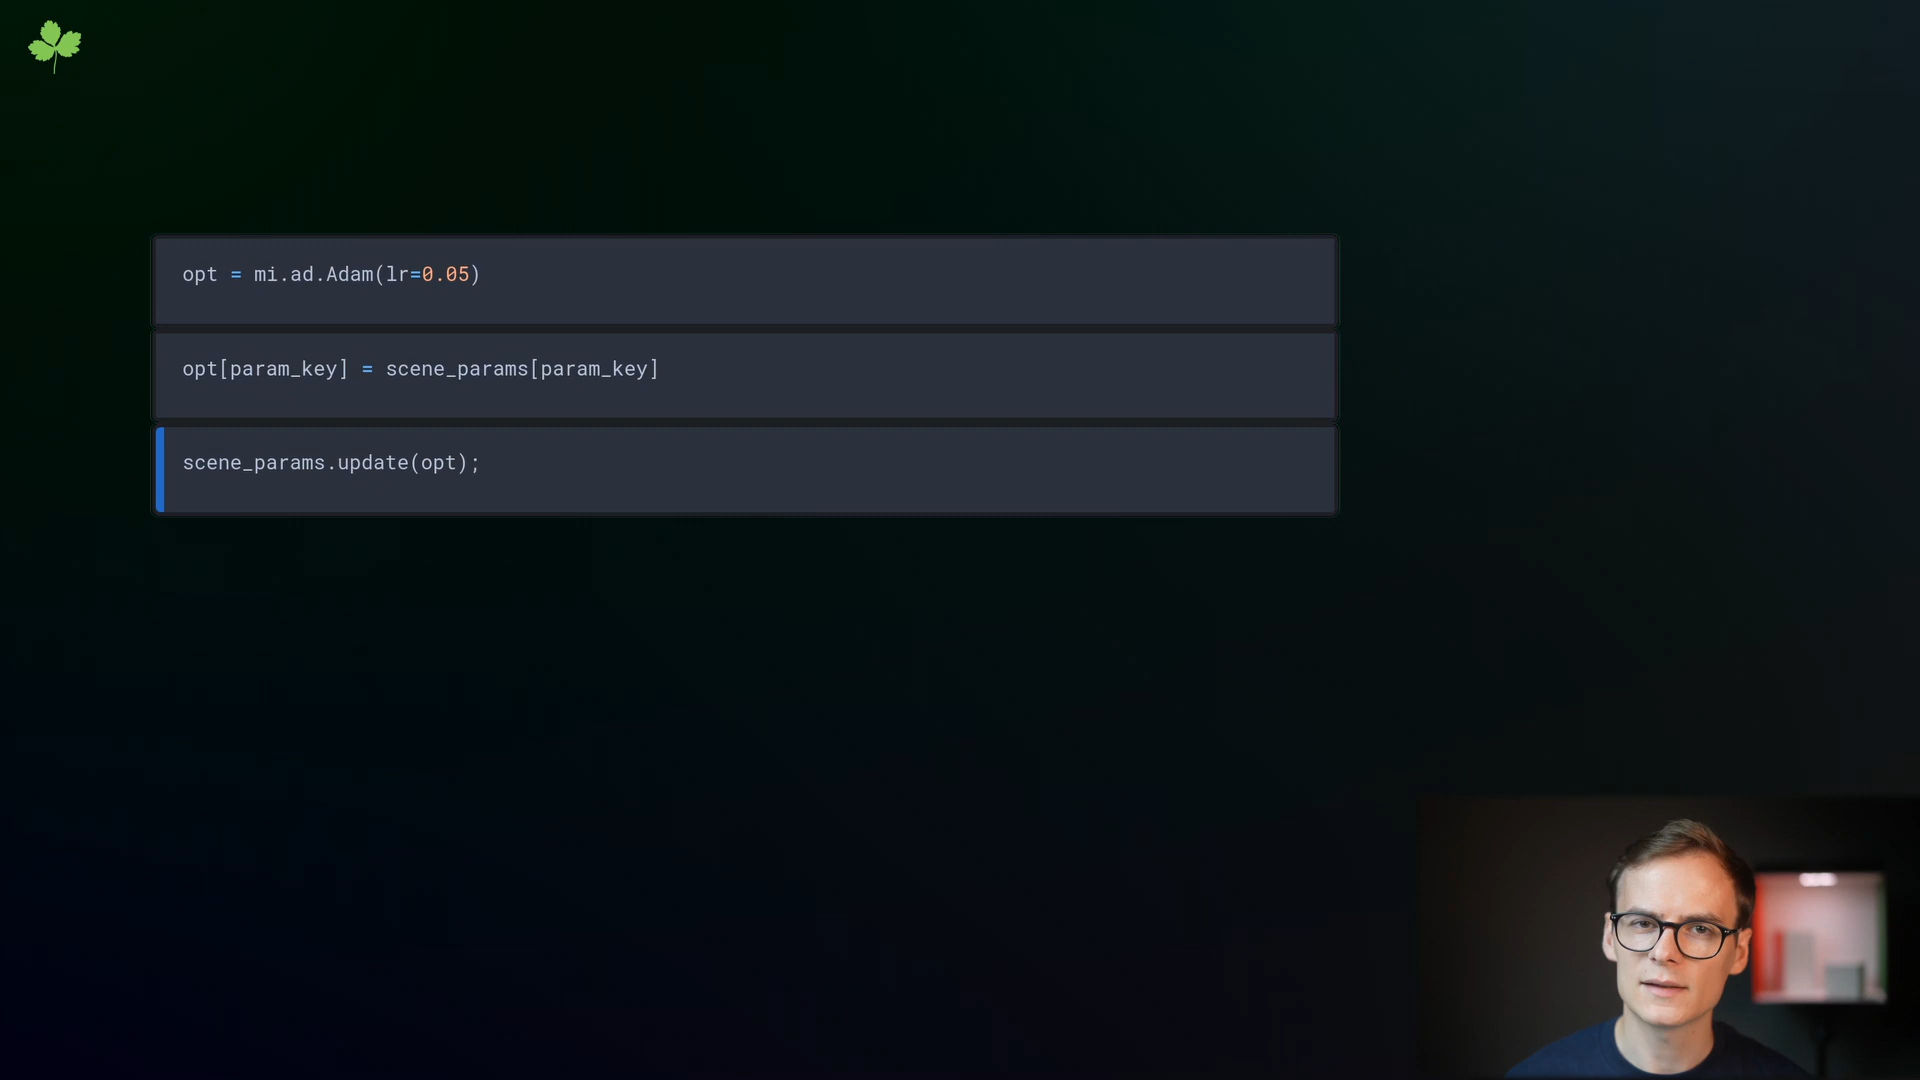 opt = mi.ad.Adam(lr=0.05)
opt[param_key] = scene_params[param_key]
scene_params.update(opt);